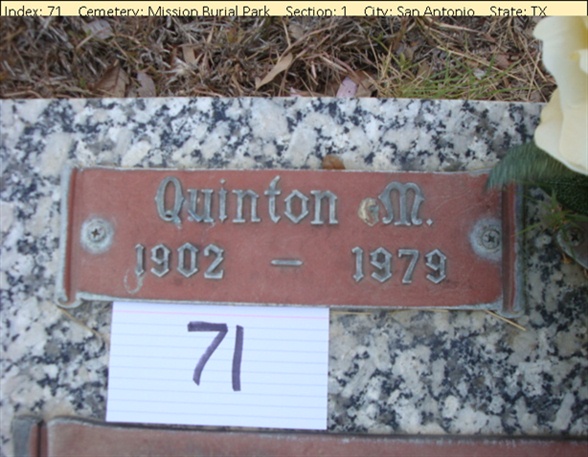 Index: 71 Cemetery: Mission Burial Park Section: 1 City: San Antonio State: TX
Quinton M.
1902 – 1979
71